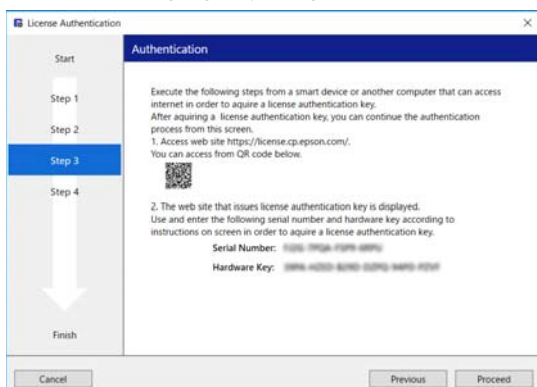 License Authentication
Start
Step 1
Step 2
Step 3
Step 4
Finish
Authentication
Execute the following steps from a smart device or another computer that can access
internet in order to aquire a license authentication key.
After aquiring a license authentication key, you can continue the authentication
process from this screen.
1. Access web site https://license.cp.epson.com/.
You can access from QR code below.
2. The web site that issues license authentication key is displayed.
Use and enter the following serial number and hardware key according to
instructions on screen in order to aquire a license authentication key.
Serial Number:
Hardware Key:
Cancel
Previous
Proceed